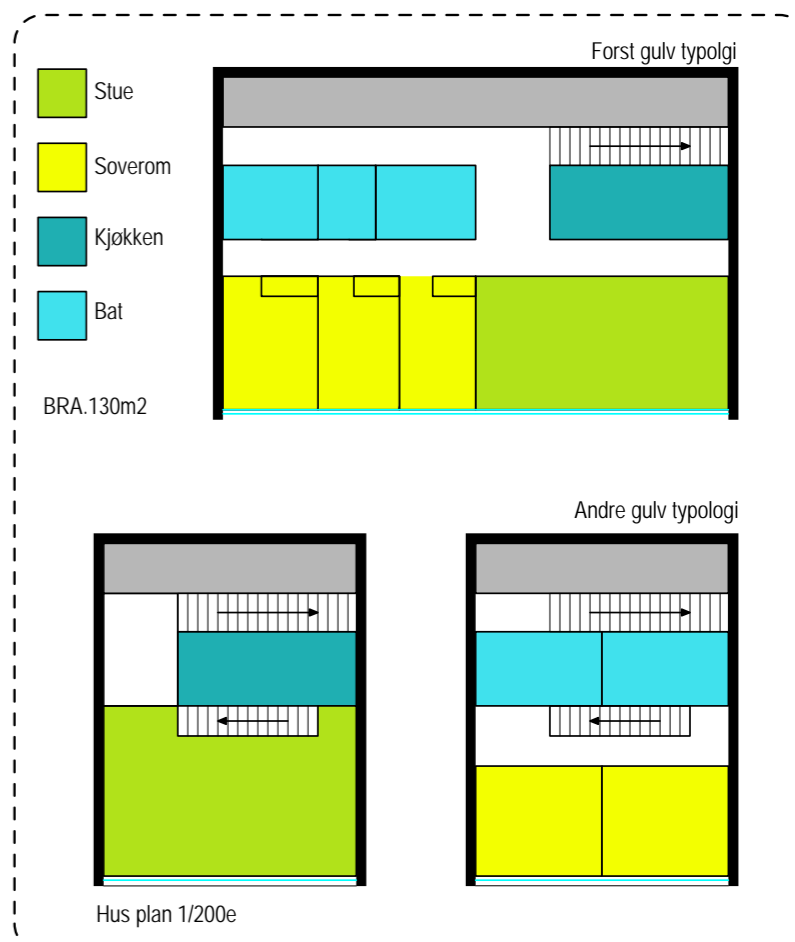 Forst gulv typolgi
Stue
Soverom
Kjøkken
Bat
BRA.130m2
Andre gulv typologi
Hus plan 1/200e